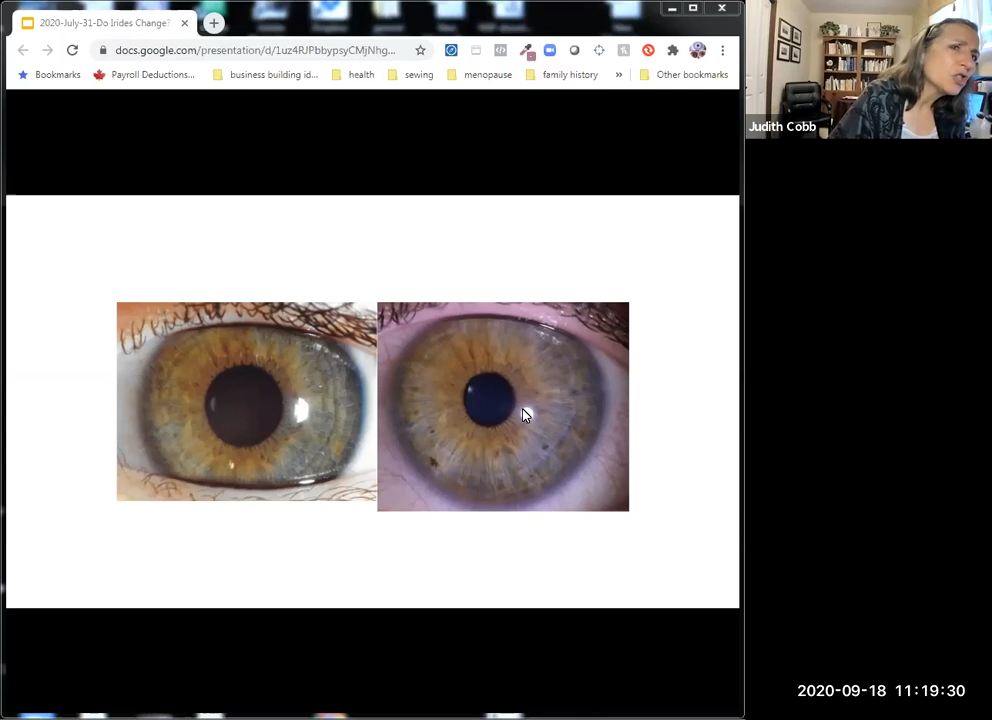 2020-July-31-Do Irides Change?
docs.google.com/presentation/d/1uz4RJPbbypsyCMjNhg...
Bookmarks
Payroll Deductions...
business building id...
health
sewing
menopause
family history
»
Other bookmarks
Judith Cobb
2020-09-18 11:19:30